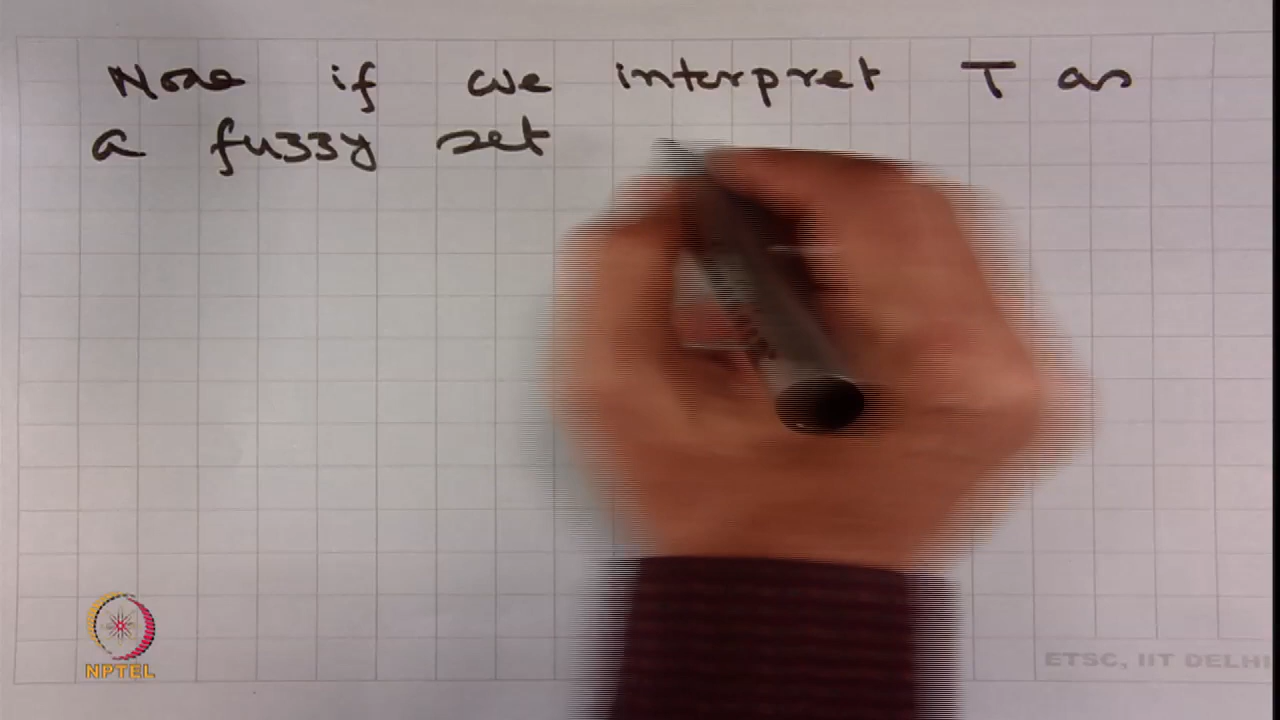 Now if we interpret T as
a fuzzy set
NPTEL
ETSC, IIT DELHI